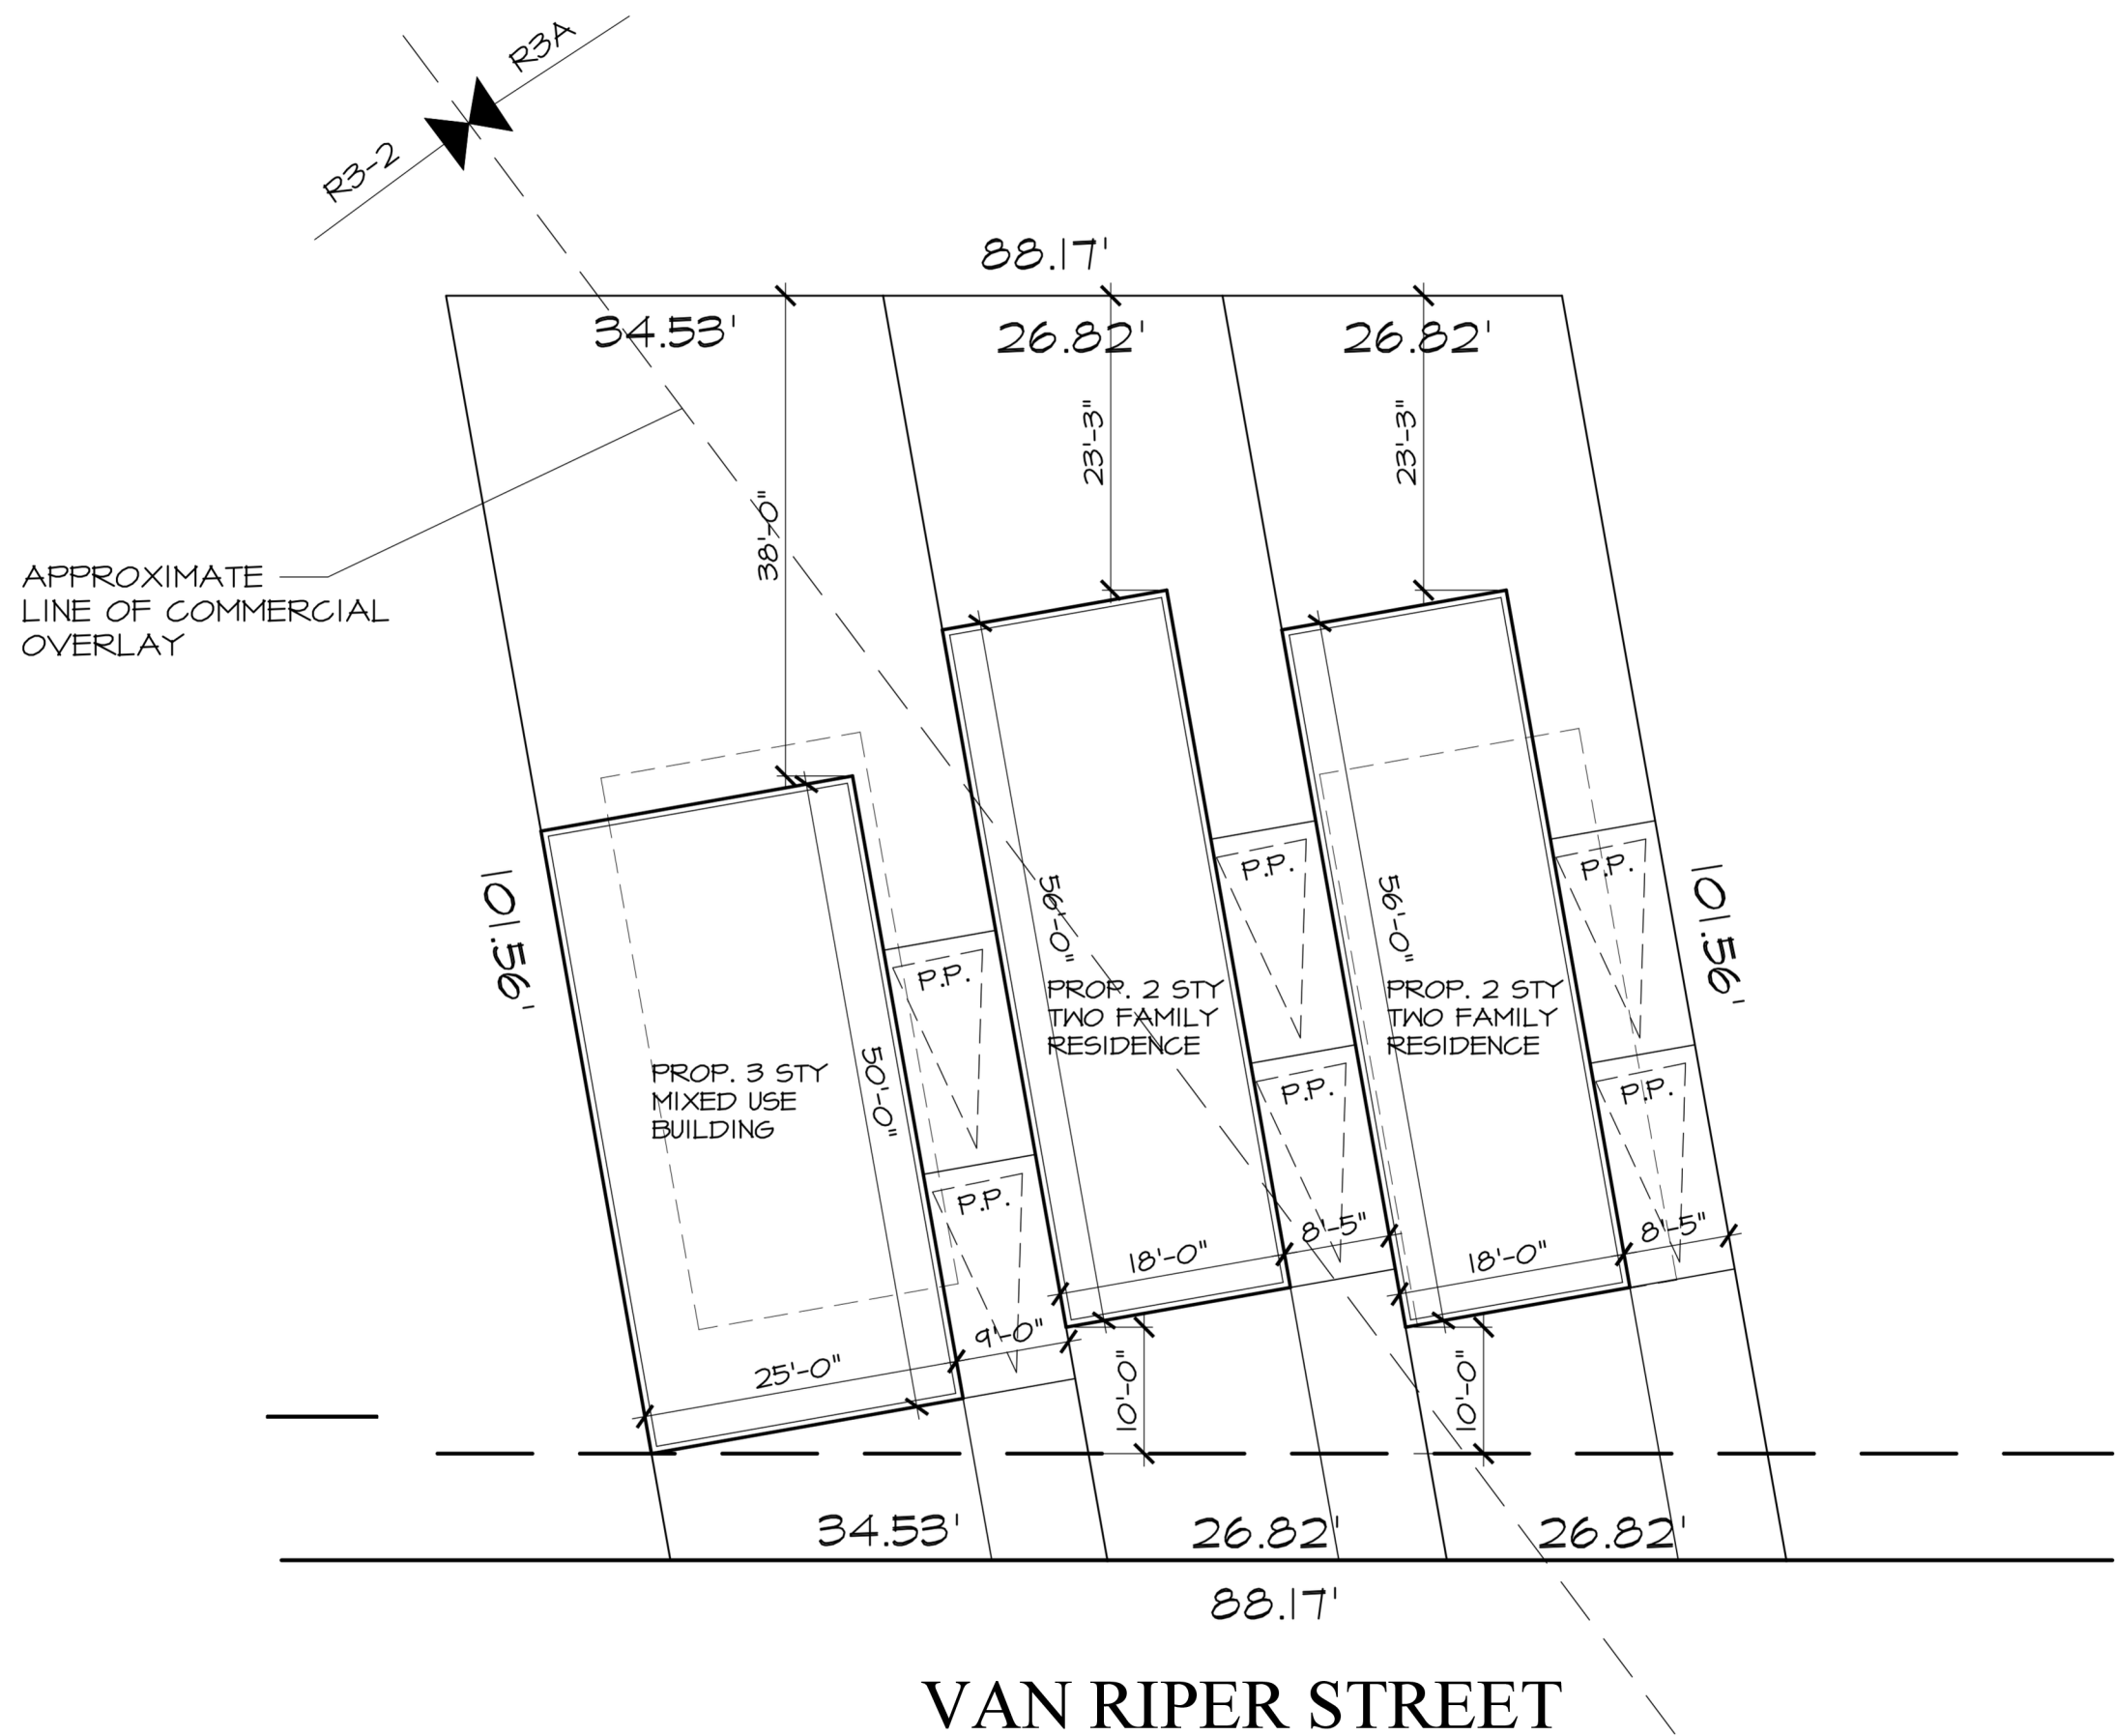 R3A
R3-2
88.17'
34.53'
26.82'
26.82'
23'-3"
23'-3"
38'-0"
APPROXIMATE
LINE OF COMMERCIAL
OVERLAY
101.56'
56'-0"
56'-0"
101.56'
P.P.
P.P.
P.P.
PROP. 2 STY
TWO FAMILY
RESIDENCE
PROP. 2 STY
TWO FAMILY
RESIDENCE
PROP. 3 STY
MIXED USE
BUILDING
50'-0"
P.P.
P.P.
P.P.
18'-0"
8'-5"
18'-0"
8'-5"
25'-0"
9'-0"
10'-0"
10'-0"
34.53'
26.82'
26.82'
88.17'
VAN RIPER STREET